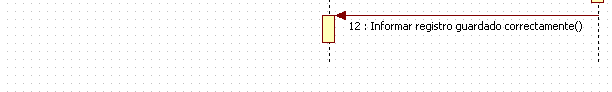 12 : Informar registro guardado correctamente()